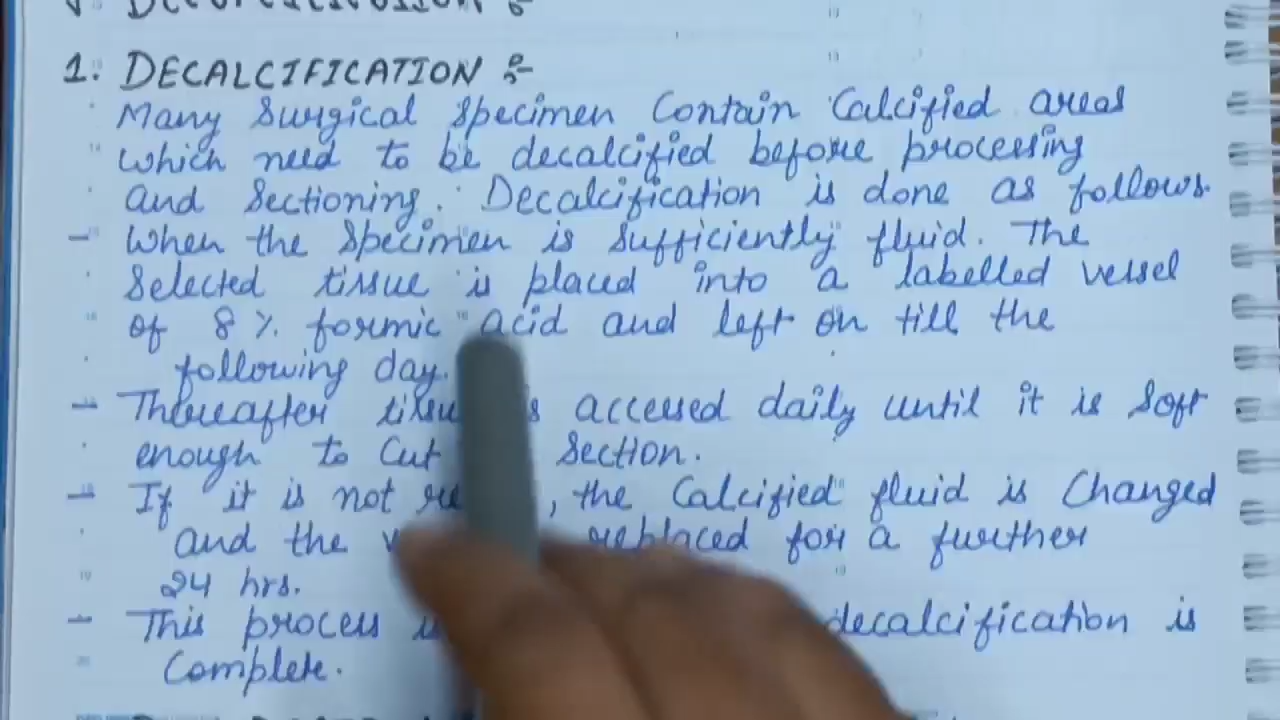 1. DECALCIFICATION :-
Many Surgical Specimen Contain Calcified areas
which need to be decalcified before processing
and Sectioning. Decalcification is done as follows.
- When the Specimen is Sufficiently fluid. The
Selected tissue is placed into a labelled vessel
of 8 % formic acid and left on till the
following day.
- Thereafter accessed daily until it is Soft
enough to Cut Section.
- If it is not , the Calcified fluid is Changed
and the replaced for a further
24 hrs.
- This process decalcification is
Complete.